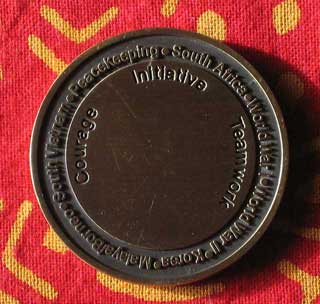 Peacekeeping • South Africa • World War I • World War II • Korea • Malaya/Borneo • South Vietnam •
Courage
Initiative
Teamwork